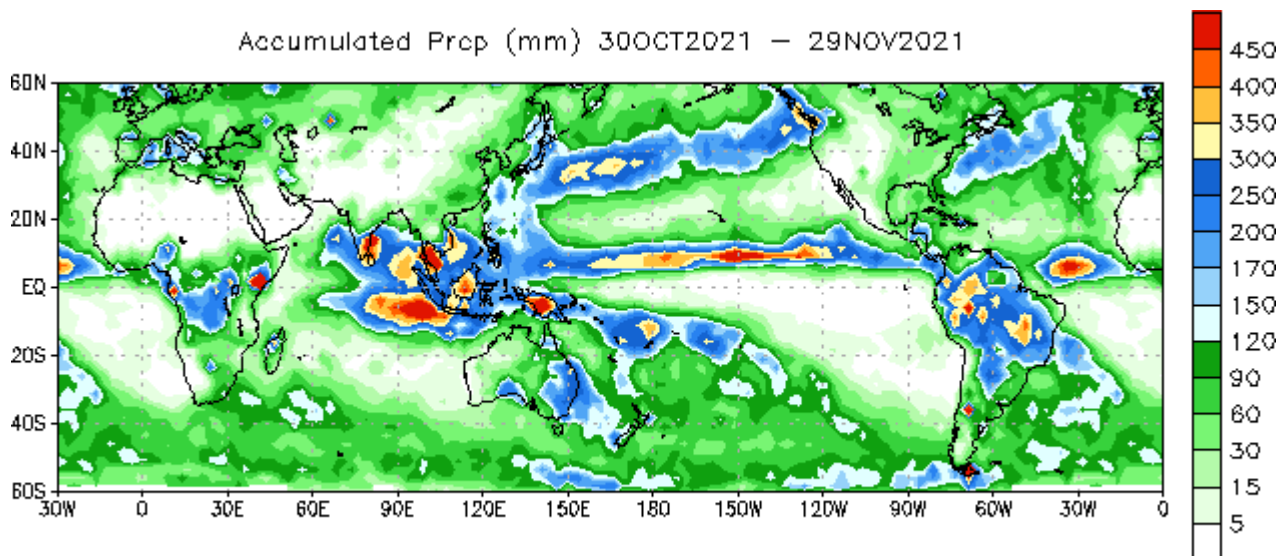 Accumulated Prcp (mm) 30OCT2021 – 29NOV2021
60N
40N
20N
EQ
20S
40S
60S
30W 0 30E 60E 90E 120E 150E 180 150W 120W 90W 60W 30W 0
450
400
350
300
250
200
170
150
120
90
60
30
15
5